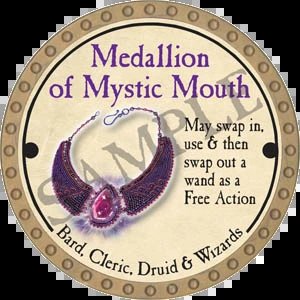 Medallion
of Mystic Mouth
May swap in,
use & then
swap out a
wand as a
Free Action
SAMPLE
Bard, Cleric, Druid & Wizards